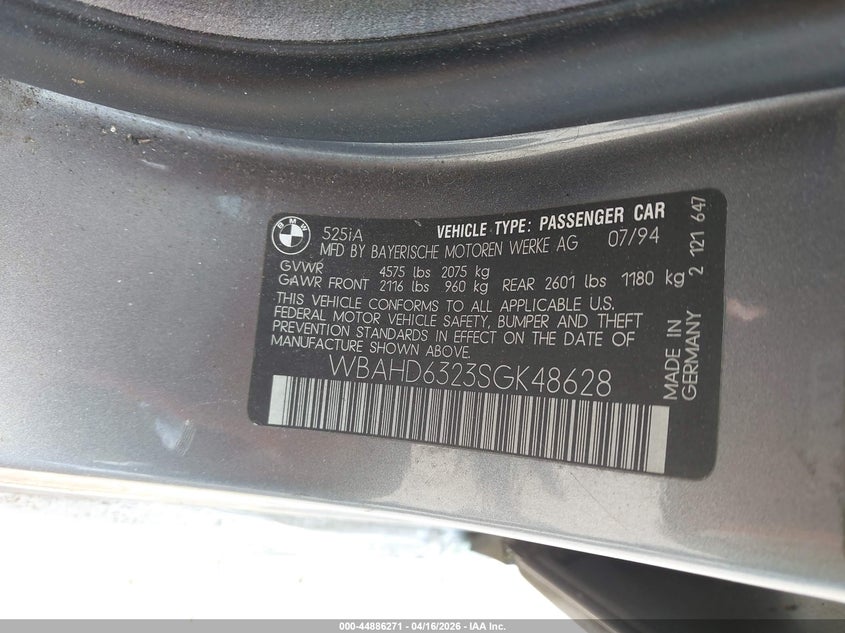 BMW
525iA
VEHICLE TYPE: PASSENGER CAR
MFD BY BAYERISCHE MOTOREN WERKE AG 07/94
GVWR 4575 lbs 2075 kg
GAWR FRONT 2116 lbs 960 kg REAR 2601 lbs 1180 kg
THIS VEHICLE CONFORMS TO ALL APPLICABLE U.S.
FEDERAL MOTOR VEHICLE SAFETY, BUMPER AND THEFT
PREVENTION STANDARDS IN EFFECT ON THE DATE OF
MANUFACTURE SHOWN ABOVE.
WBAHD6323SGK48628
MADE IN
GERMANY
2 121 647
000-44886271 - 04/16/2026 - IAA Inc.